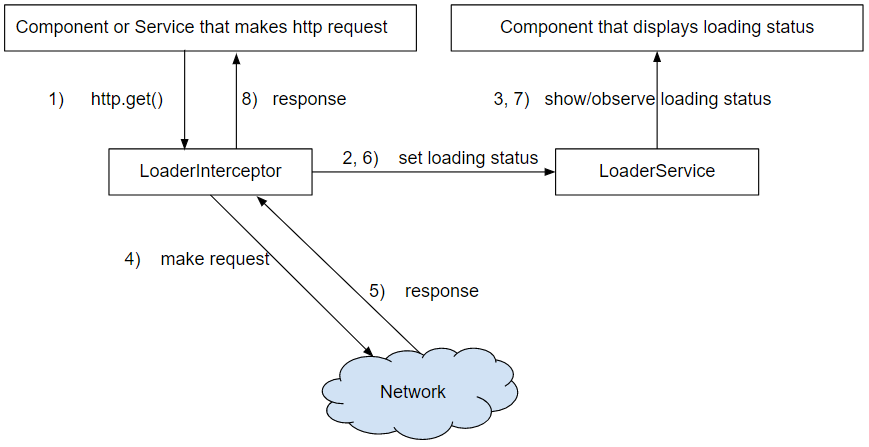 Component or Service that makes http request
Component that displays loading status
1) http.get()
8) response
3, 7) show/observe loading status
LoaderInterceptor
2, 6) set loading status
LoaderService
4) make request
5) response
Network